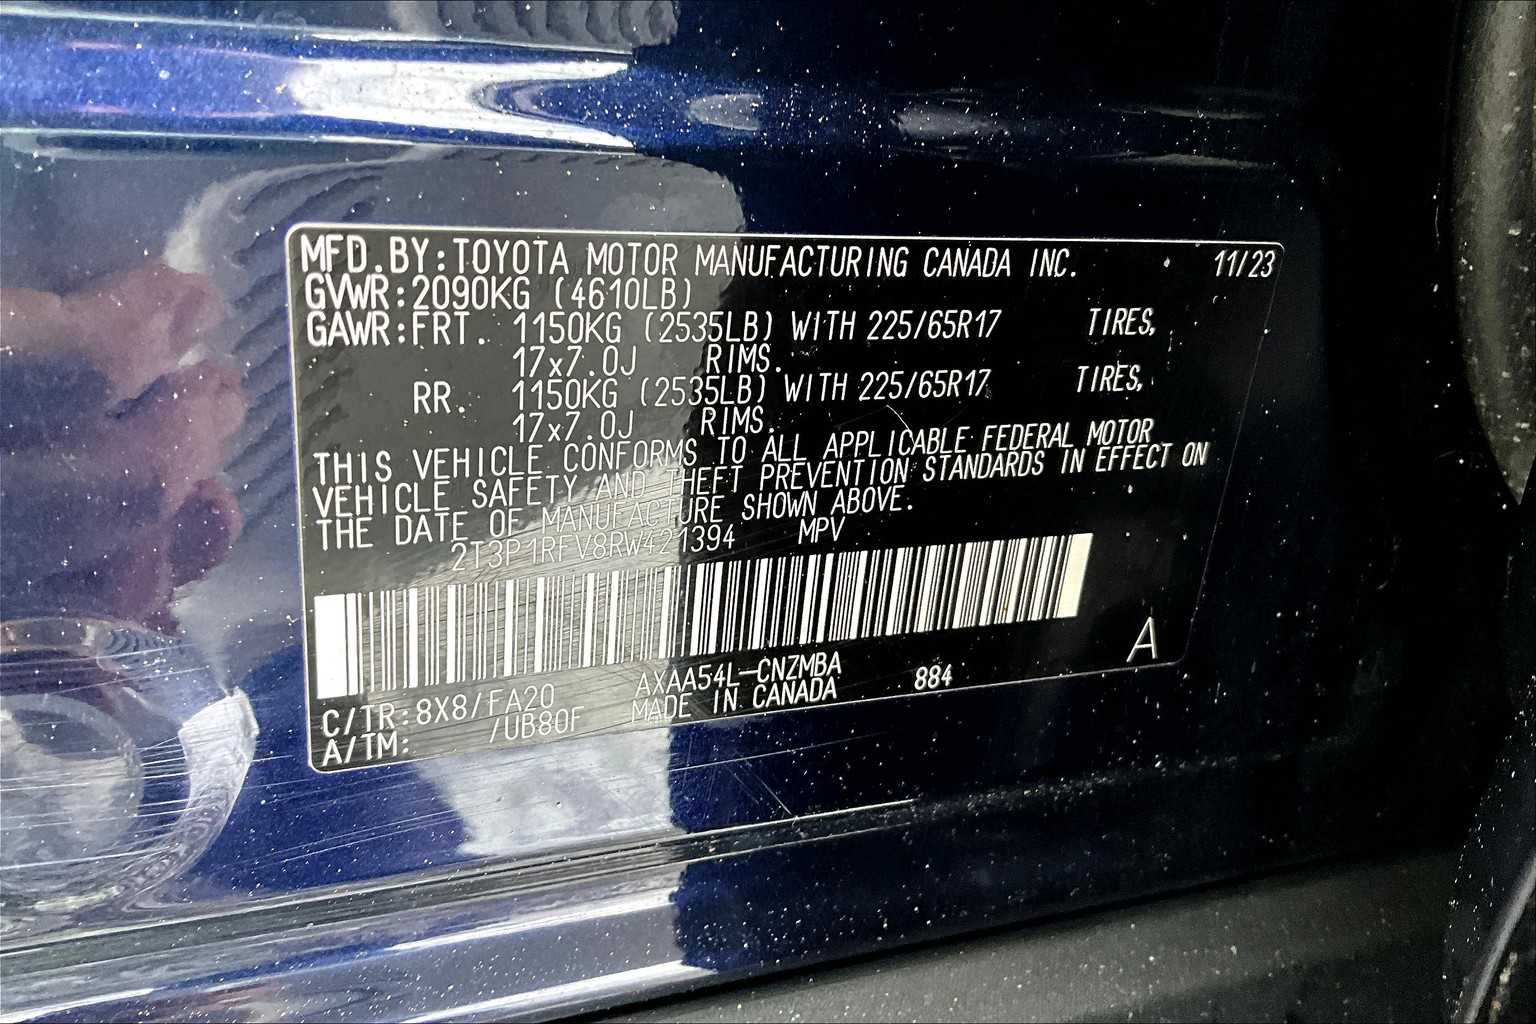 MFD.BY:TOYOTA MOTOR MANUFACTURING CANADA INC. 11/23
GVWR:2090KG (4610LB)
GAWR:FRT. 1150KG (2535LB) WITH 225/65R17 TIRES,
17x7.0J RIMS.
RR. 1150KG (2535LB) WITH 225/65R17 TIRES,
17x7.0J RIMS.
THIS VEHICLE CONFORMS TO ALL APPLICABLE FEDERAL MOTOR
VEHICLE SAFETY AND THEFT PREVENTION STANDARDS IN EFFECT ON
THE DATE OF MANUFACTURE SHOWN ABOVE.
2T3P1RFV8RW421394 MPV
A
C/TR:8X8/FA20 AXAA54L-CNZMBA 884
A/TM: /UB80F MADE IN CANADA